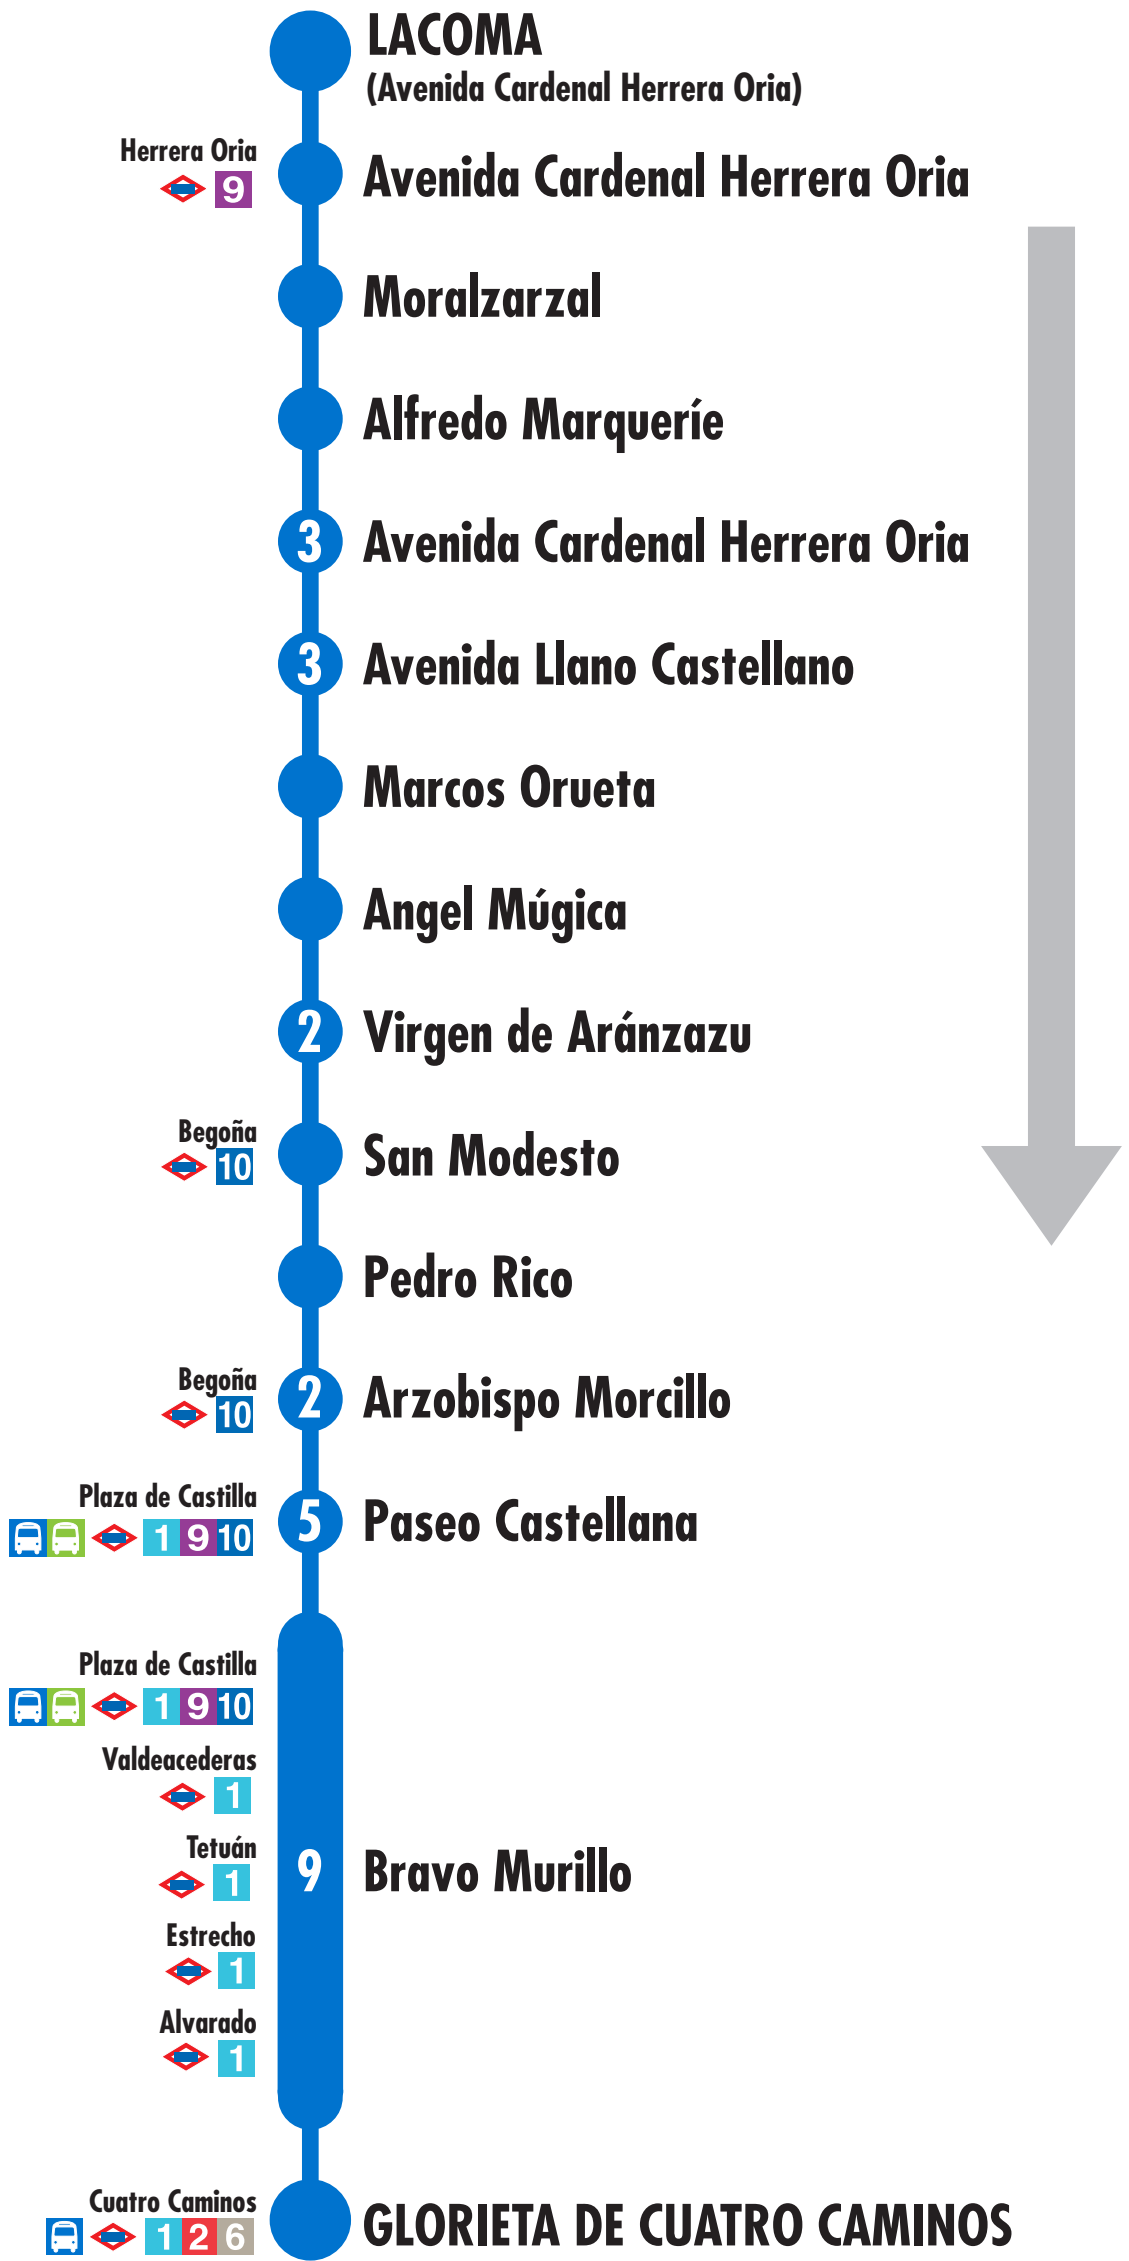 LACOMA
(Avenida Cardenal Herrera Oria)
Herrera Oria
9
Avenida Cardenal Herrera Oria
Moralzarzal
Alfredo Marqueríe
3 Avenida Cardenal Herrera Oria
3 Avenida Llano Castellano
Marcos Orueta
Angel Múgica
2 Virgen de Aránzazu
Begoña
10
San Modesto
Pedro Rico
Begoña
10
2 Arzobispo Morcillo
Plaza de Castilla
1 9 10
5 Paseo Castellana
Plaza de Castilla
1 9 10
Valdeacederas
1
Tetuán
1
9 Bravo Murillo
Estrecho
1
Alvarado
1
Cuatro Caminos
1 2 6
GLORIETA DE CUATRO CAMINOS